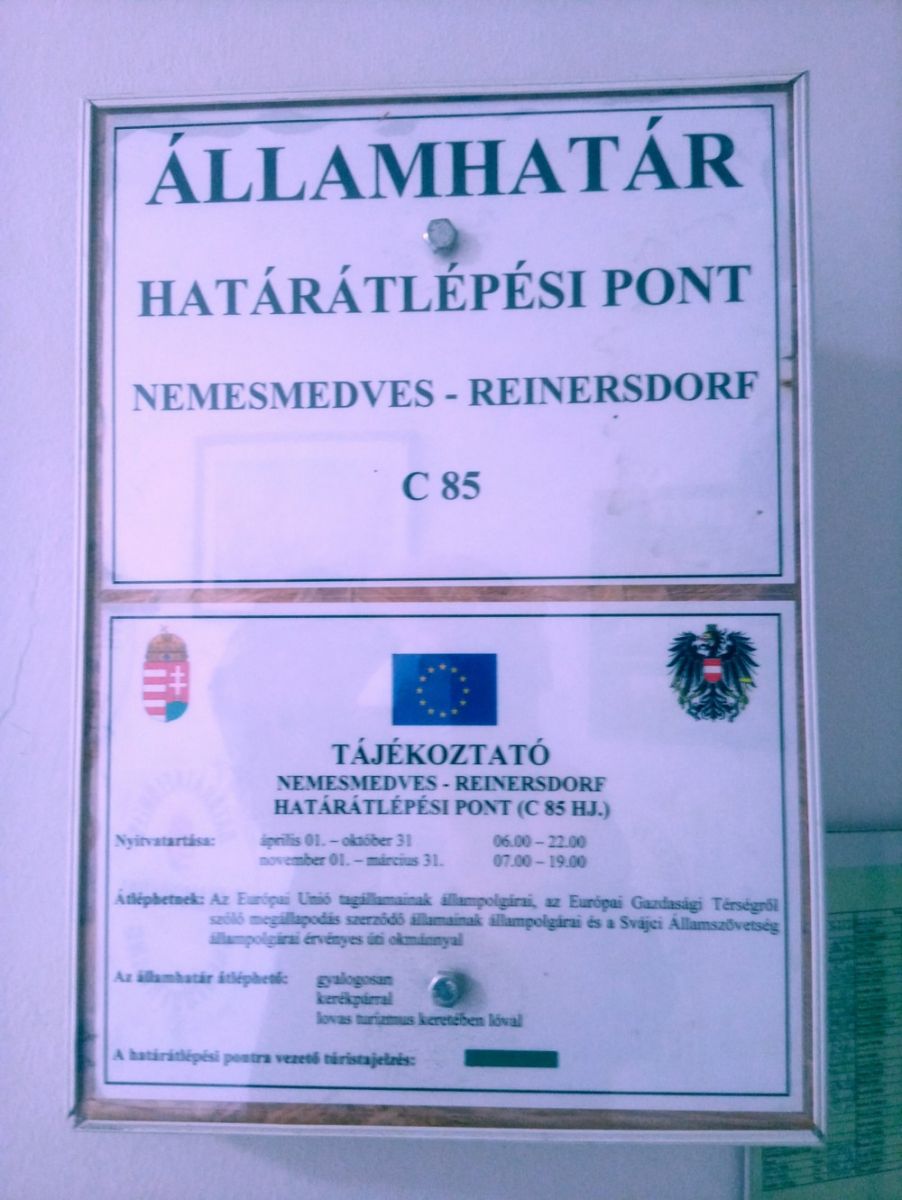 ÁLLAMHATÁR
HATÁRÁTLÉPÉSI PONT
NEMESMEDVES - REINERSDORF
C 85
TÁJÉKOZTATÓ
NEMESMEDVES - REINERSDORF
HATÁRÁTLÉPÉSI PONT (C 85 HJ.)
Nyitvatartása: április 01. – október 31 06.00 – 22.00
november 01. – március 31. 07.00 – 19.00
Átléphetnek: Az Európai Unió tagállamainak állampolgárai, az Európai Gazdasági Térségről
szóló megállapodás szerződő államainak állampolgárai és a Svájci Államszövetség
állampolgárai érvényes úti okmánnyal
Az államhatár átléphető: gyalogosan
kerékpárral
lovas turizmus keretében lóval
A határátlépési pontra vezető túristajelzés: